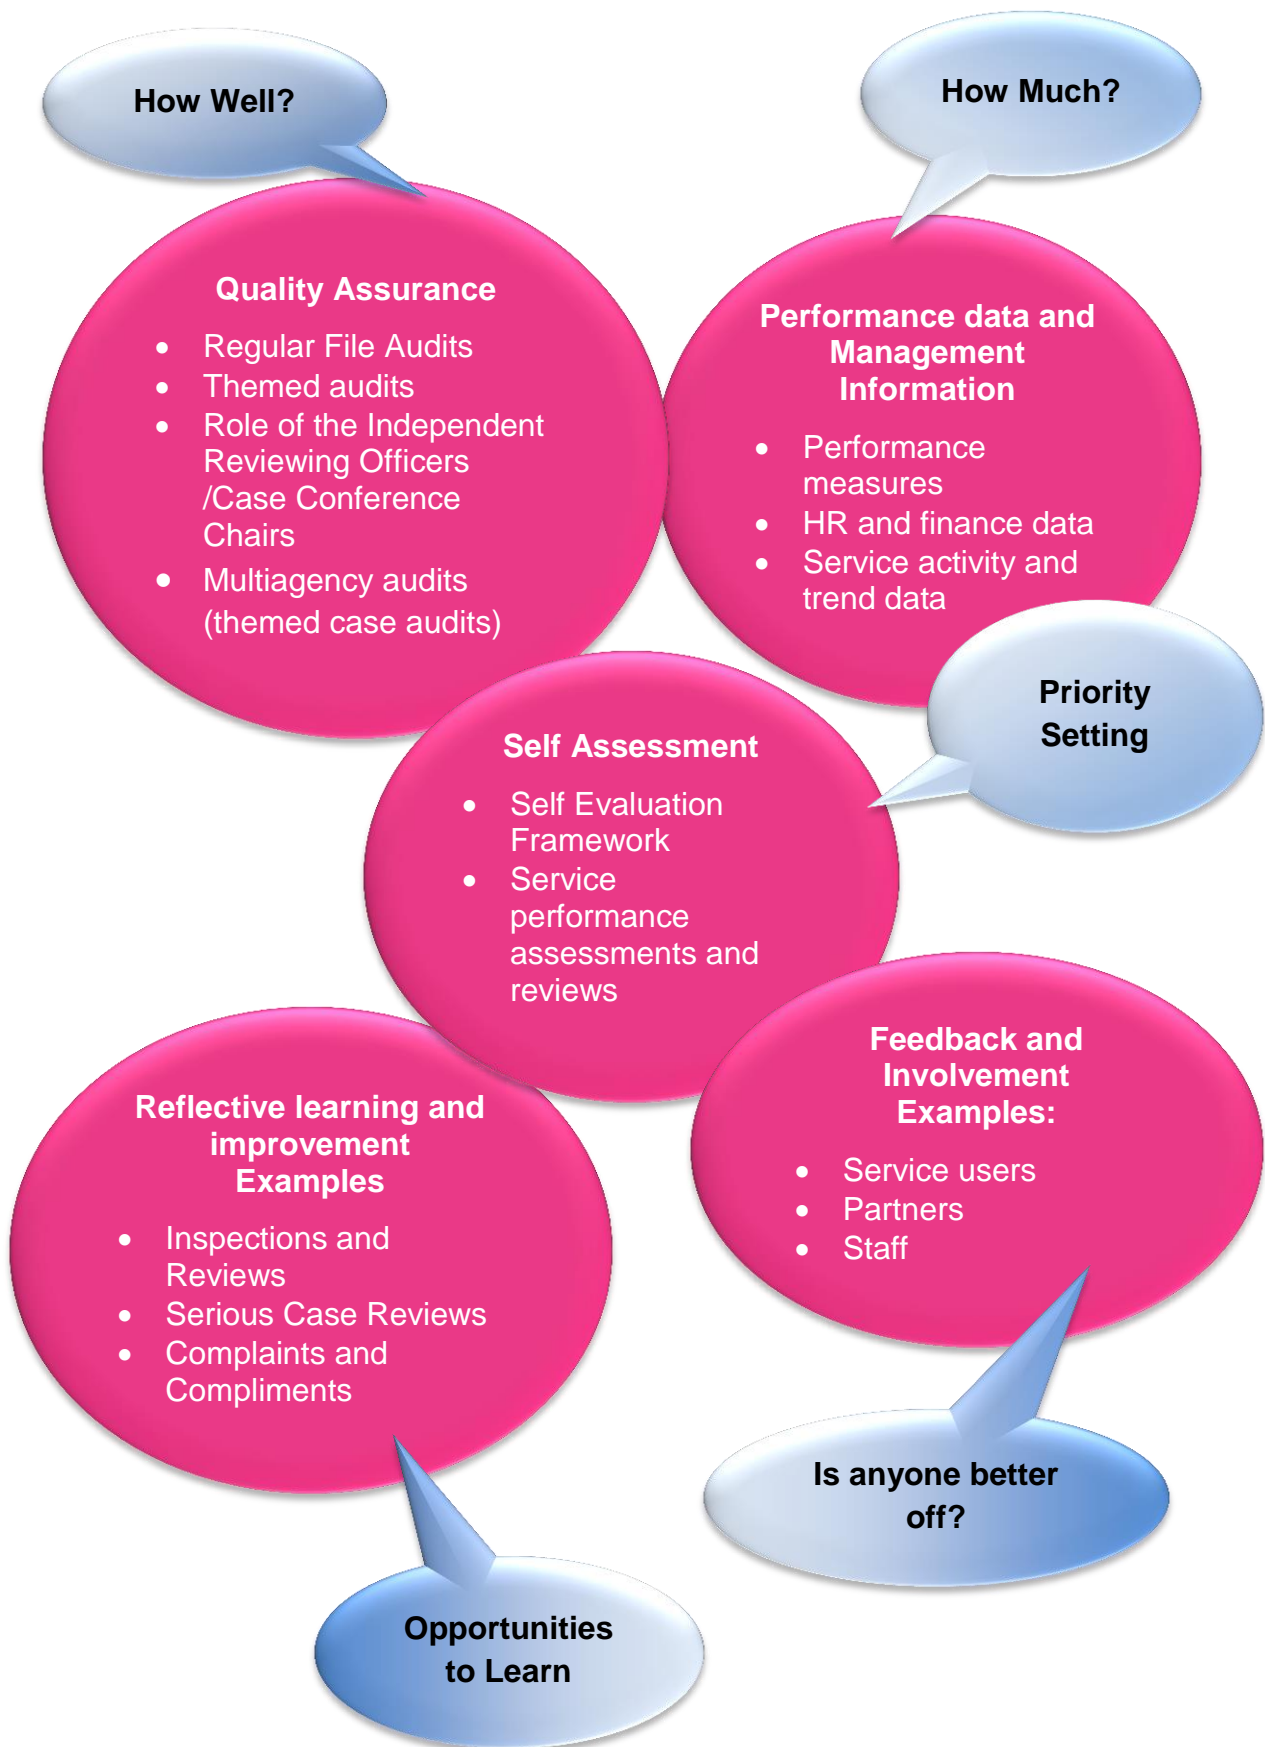 How Well?
How Much?
Quality Assurance
• Regular File Audits
• Themed audits
• Role of the Independent
Reviewing Officers
/Case Conference
Chairs
• Multiagency audits
(themed case audits)
Performance data and
Management
Information
• Performance
measures
• HR and finance data
• Service activity and
trend data
Priority
Setting
Self Assessment
• Self Evaluation
Framework
• Service
performance
assessments and
reviews
Reflective learning and
improvement
Examples
• Inspections and
Reviews
• Serious Case Reviews
• Complaints and
Compliments
Feedback and
Involvement
Examples:
• Service users
• Partners
• Staff
Is anyone better
off?
Opportunities
to Learn